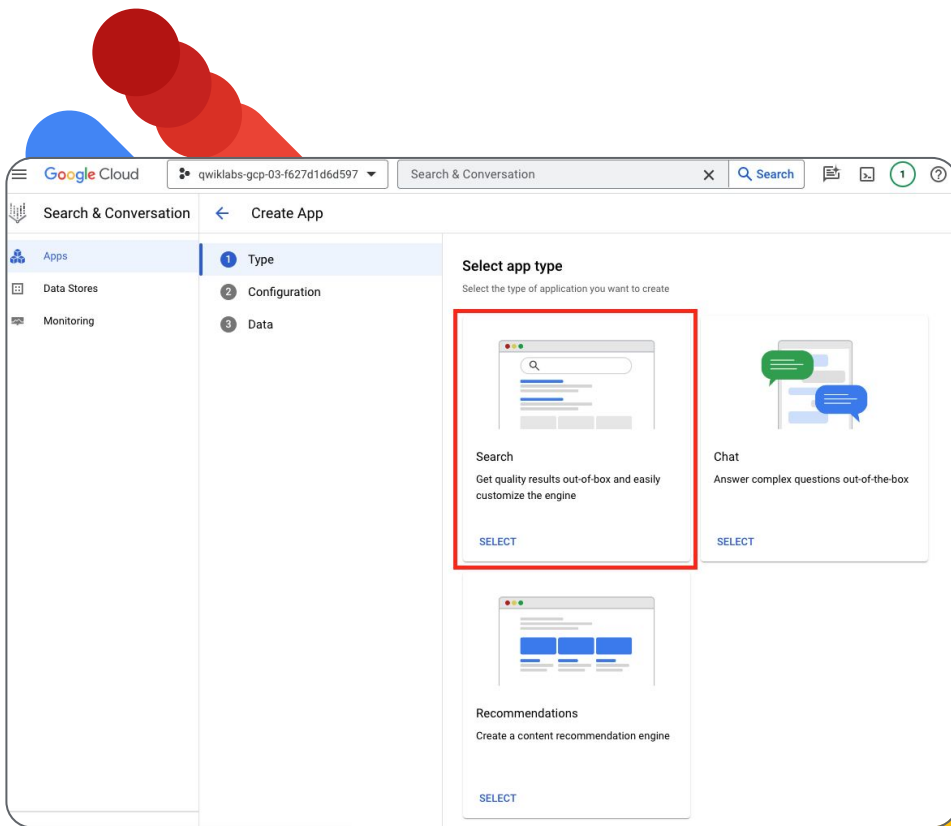 Google Cloud
qwiklabs-gcp-03-f627d1d6d597
Search & Conversation
Search
1
Search & Conversation
Create App
Apps
Data Stores
Monitoring
1 Type
2 Configuration
3 Data
Select app type
Select the type of application you want to create
Search
Get quality results out-of-box and easily
customize the engine
SELECT
Chat
Answer complex questions out-of-the-box
SELECT
Recommendations
Create a content recommendation engine
SELECT